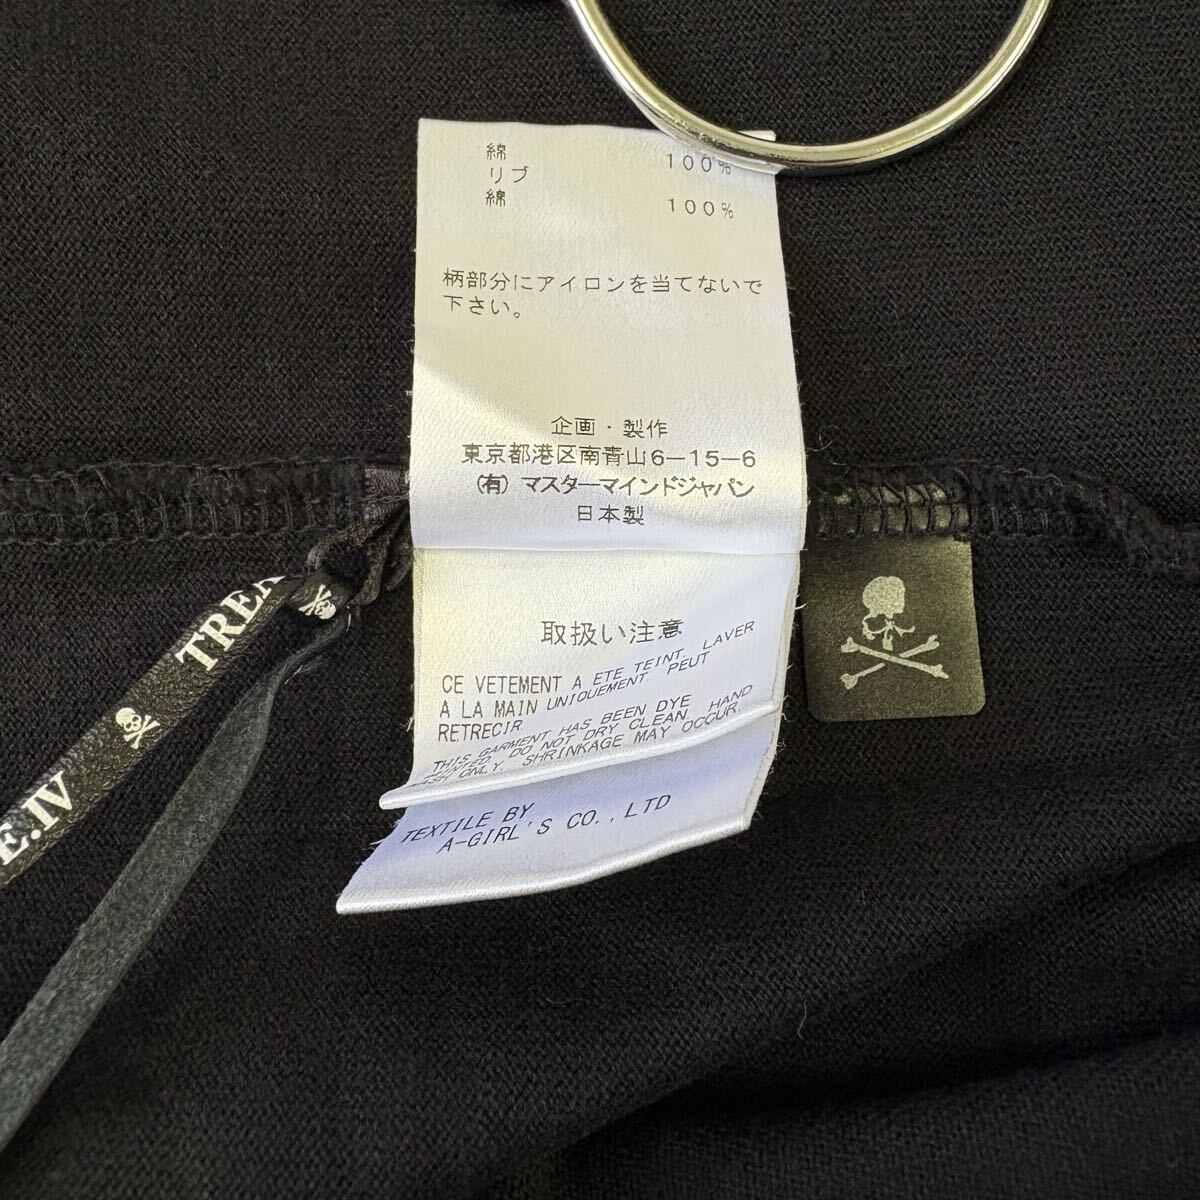 綿 100%
リブ
綿 100%
柄部分にアイロンを当てないで
下さい。
企画・製作
東京都港区南青山6-15-6
(有) マスターマインドジャパン
日本製
取扱い注意
CE VETEMENT A ETE TEINT. LAVER
A LA MAIN UNIQUEMENT. PEUT
RETRECIR
THIS GARMENT HAS BEEN DYE
DO NOT DRY CLEAN. HAND
ONLY. SHRINKAGE MAY OCCUR.
TEXTILE BY
A-GIRL'S CO.,LTD
TREA
E.IV